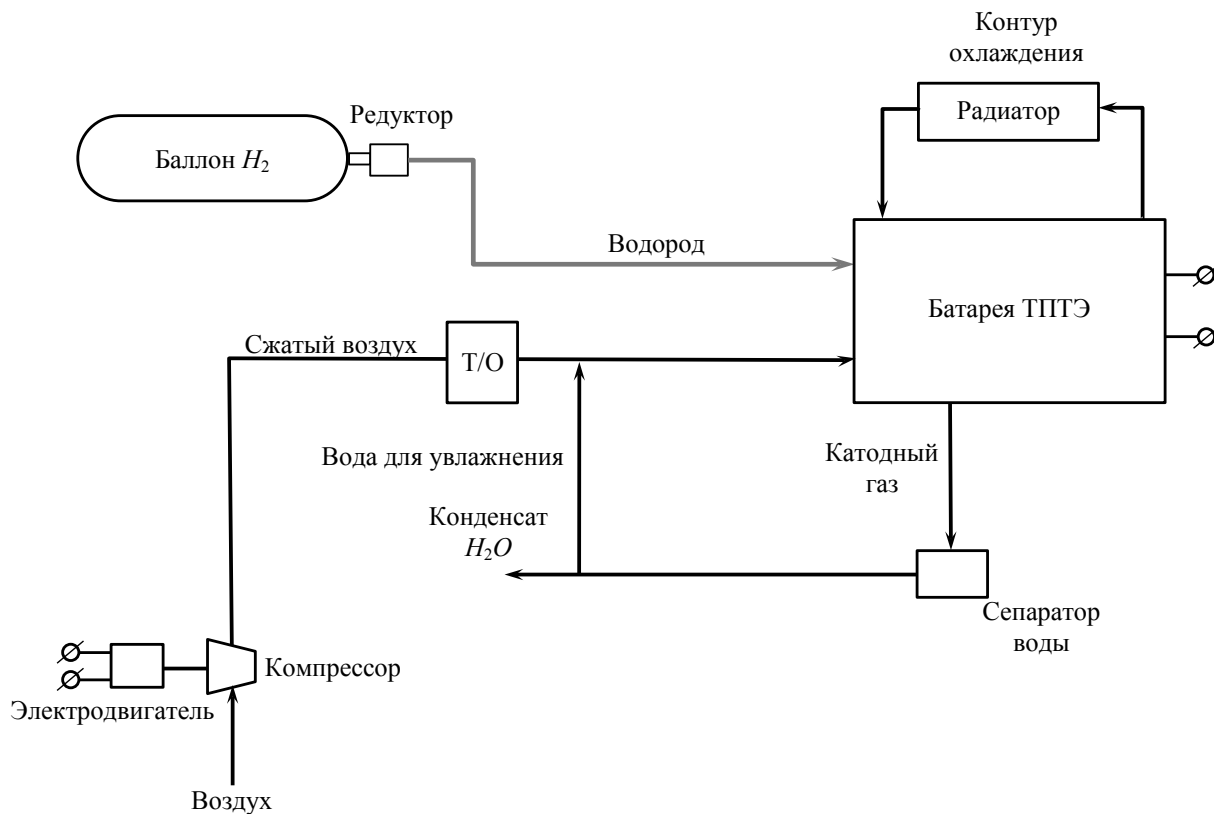 Контур
охлаждения
Радиатор
Редуктор
Баллон H₂
Водород
Батарея ТПТЭ
Сжатый воздух
Т/О
Вода для увлажнения
Катодный
газ
Конденсат
H₂O
Сепаратор
воды
Компрессор
Электродвигатель
Воздух